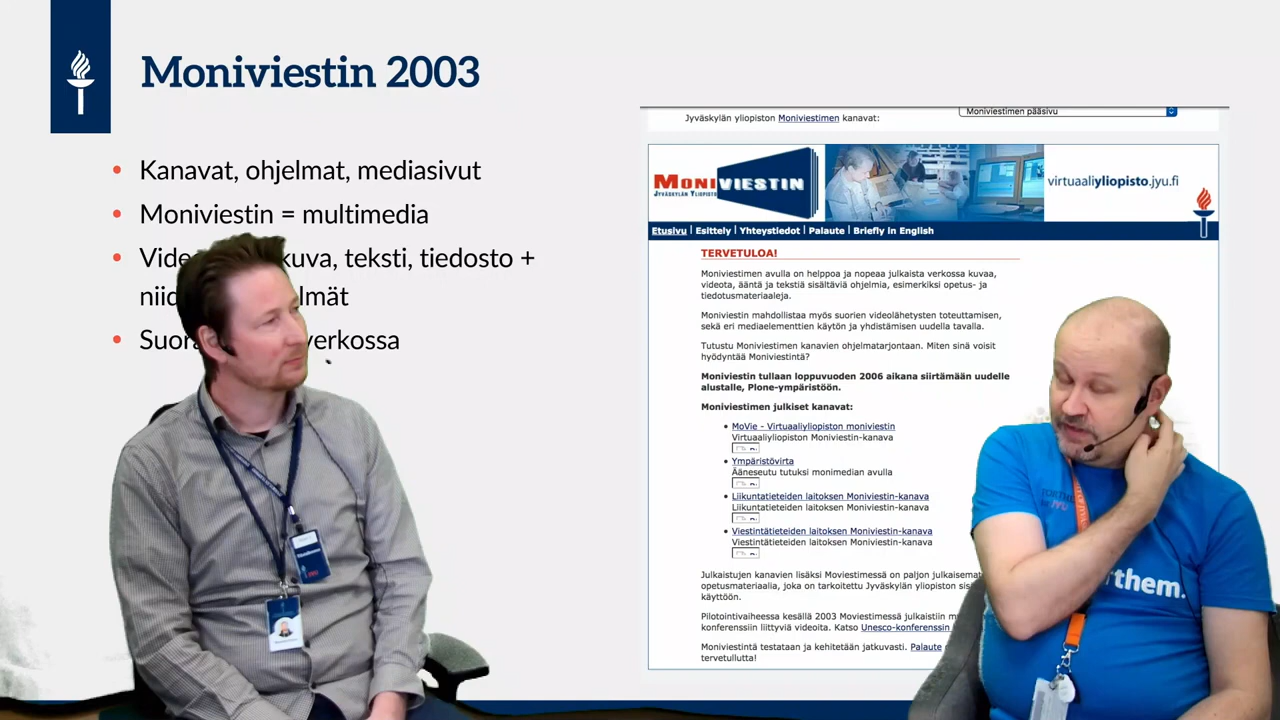 Moniviestin 2003
Kanavat, ohjelmat, mediasivut
Moniviestin = multimedia
kuva, teksti, tiedosto +
verkossa
Jyväskylän yliopiston Moniviestimen kanavat:
Moniviestimen pääsivu
MONIVIESTIN
JYVÄSKYLÄN YLIOPISTO
virtuaaliyliopisto.jyu.fi
Etusivu | Esittely | Yhteystiedot | Palaute | Briefly in English
TERVETULOA!
Moniviestimen avulla on helppoa ja nopeaa julkaista verkossa kuvaa,
videota, ääntä ja tekstiä sisältäviä ohjelmia, esimerkiksi opetus- ja
tiedotusmateriaaleja.
Moniviestin mahdollistaa myös suorien videolähetysten toteuttamisen,
sekä eri mediaelementtien käytön ja yhdistämisen uudella tavalla.
Tutustu Moniviestimen kanavien ohjelmatarjontaan. Miten sinä voisit
hyödyntää Moniviestintä?
Moniviestin tullaan loppuvuoden 2006 aikana siirtämään uudelle
alustalle, Plone-ympäristöön.
Moniviestimen julkiset kanavat:
MoVie - Virtuaaliyliopiston moniviestin
Virtuaaliyliopiston Moniviestin-kanava
Ympäristövirta
Ääneseutu tutuksi monimedian avulla
Liikuntatieteiden laitoksen Moniviestin-kanava
Liikuntatieteiden laitoksen Moniviestin-kanava
Viestintätieteiden laitoksen Moniviestin-kanava
Viestintätieteiden laitoksen Moniviestin-kanava
Julkaistujen kanavien lisäksi Moviestimessä on paljon
opetusmateriaalia, joka on tarkoitettu Jyväskylän yliopiston
käyttöön.
Pilotointivaiheessa kesällä 2003 Moviestimessä julkaistiin
konferenssiin liittyviä videoita. Katso Unesco-konferenssin
Moniviestintä testataan ja kehitetään jatkuvasti. Palaute
tervetullutta!